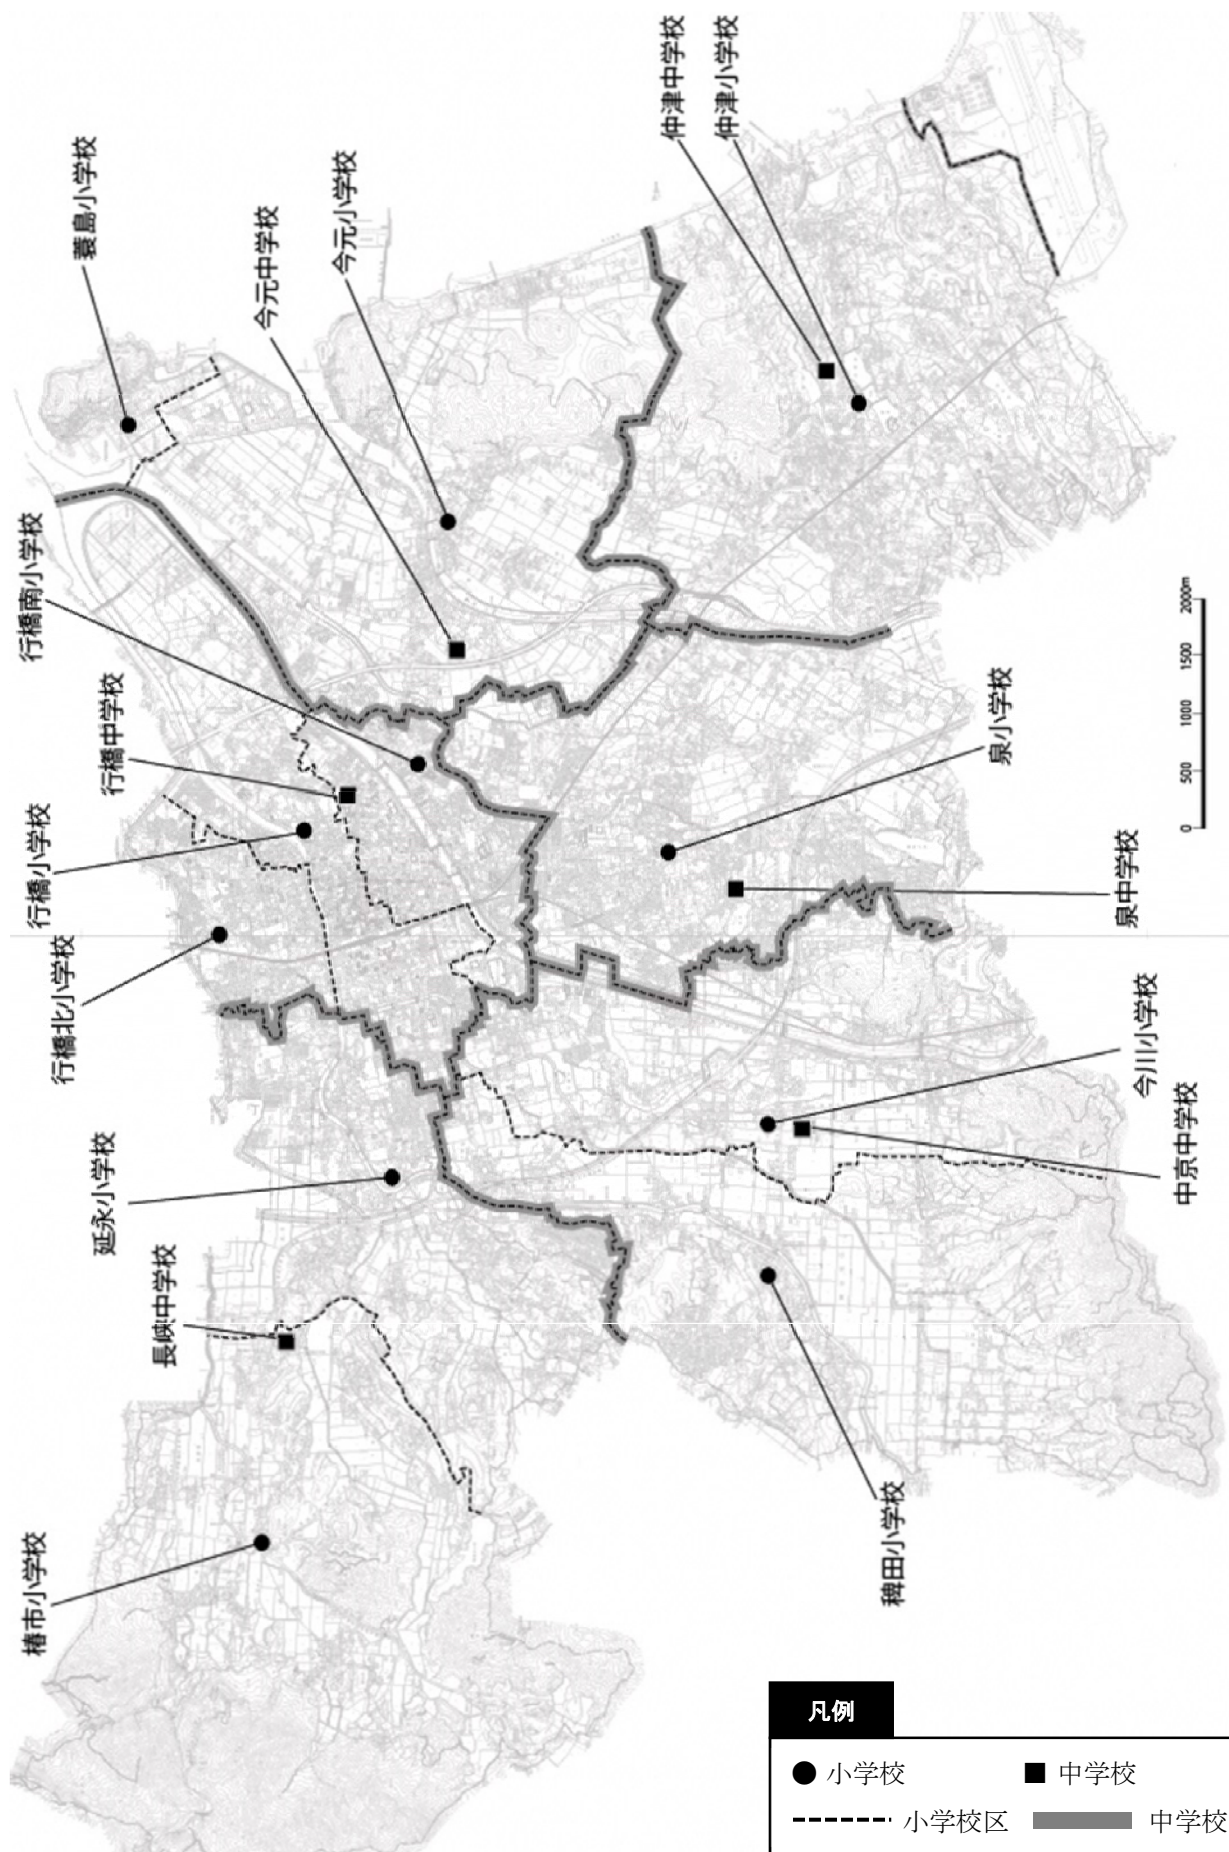 仲津中学校
仲津小学校
蓑島小学校
今元中学校
今元小学校
行橋南小学校
行橋中学校
行橋小学校
行橋北小学校
泉小学校
泉中学校
延永小学校
長峡中学校
今川小学校
中京中学校
椿市小学校
稗田小学校
0 500 1000 1500 2000m
凡例
小学校 中学校
小学校区 中学校